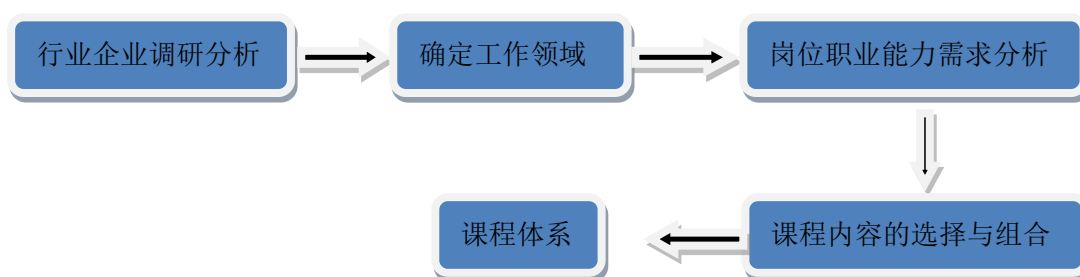 行业企业调研分析
确定工作领域
岗位职业能力需求分析
课程内容的选择与组合
课程体系